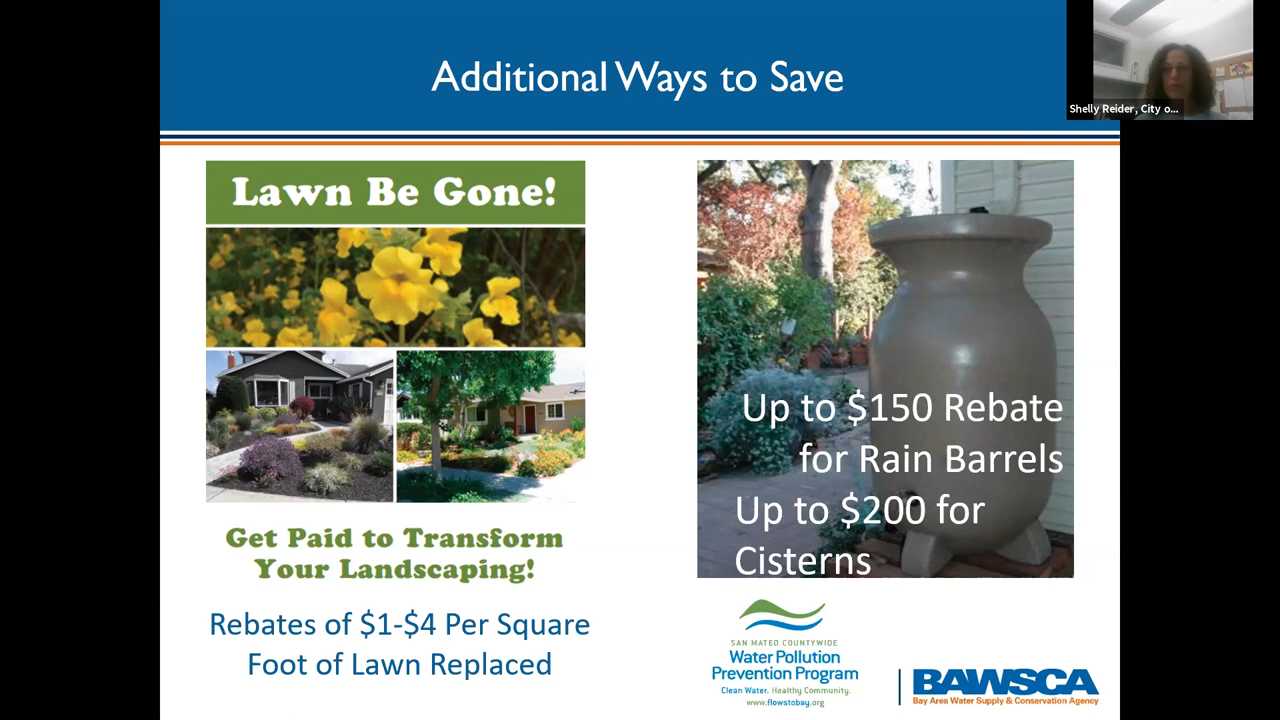 Additional Ways to Save
Shelly Reider, City o...
Lawn Be Gone!
Get Paid to Transform
Your Landscaping!
Rebates of $1-$4 Per Square
Foot of Lawn Replaced
Up to $150 Rebate
for Rain Barrels
Up to $200 for
Cisterns
SAN MATEO COUNTYWIDE
Water Pollution
Prevention Program
Clean Water. Healthy Community.
www.flowstobay.org
BAWSCA
Bay Area Water Supply & Conservation Agency